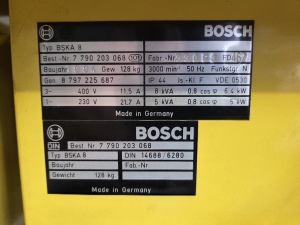 BOSCH
Typ BSKA 8
Best.-Nr 7 790 203 068 Fabr.-Nr FD467
Baujahr Gew. 128 kg 3000 min⁻¹ 50 Hz Funkstgr N
Gen 8 797 225 687 IP 44 Is.-Kl F VDE 0530
3~ 400 V 11,5 A 8 kVA 0,8 cos φ 6,4 kW
1~ 230 V 21,7 A 5 kVA 0,8 cos φ 5 kW
Made in Germany
BOSCH
DIN Best. Nr. 7 790 203 068
Typ BSKA 8 DIN 14686/6280
Baujahr Fabr.-Nr.
Gewicht 128 kg
Made in Germany